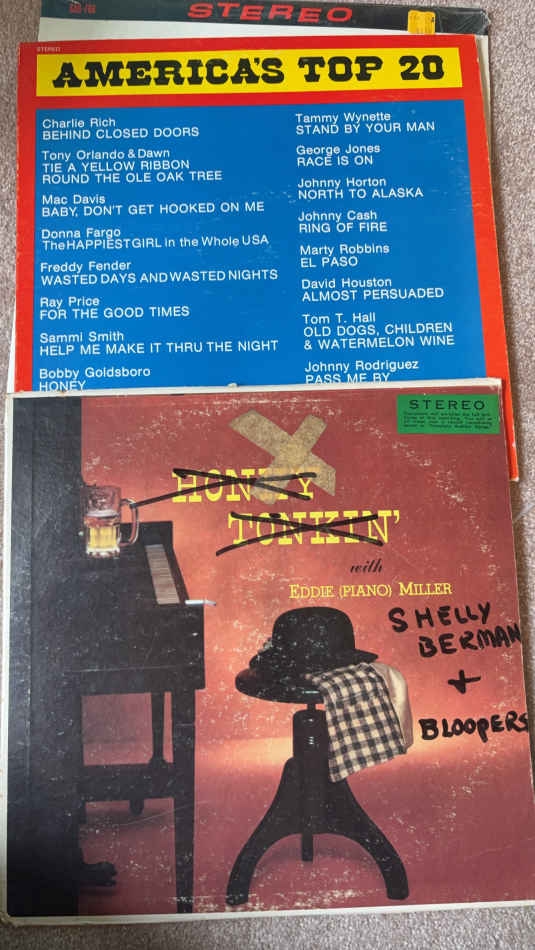 STEREO
STEREO
AMERICA'S TOP 20
Charlie Rich
BEHIND CLOSED DOORS
Tony Orlando & Dawn
TIE A YELLOW RIBBON
ROUND THE OLE OAK TREE
Mac Davis
BABY, DON'T GET HOOKED ON ME
Donna Fargo
The HAPPIEST GIRL in the Whole USA
Freddy Fender
WASTED DAYS AND WASTED NIGHTS
Ray Price
FOR THE GOOD TIMES
Sammi Smith
HELP ME MAKE IT THRU THE NIGHT
Bobby Goldsboro
HONEY
Tammy Wynette
STAND BY YOUR MAN
George Jones
RACE IS ON
Johnny Horton
NORTH TO ALASKA
Johnny Cash
RING OF FIRE
Marty Robbins
EL PASO
David Houston
ALMOST PERSUADED
Tom T. Hall
OLD DOGS, CHILDREN
& WATERMELON WINE
Johnny Rodriguez
PASS ME BY
STEREO
HONKY
TONKIN'
with
EDDIE (PIANO) MILLER
SHELLY
BERMAN
+
BLOOPERS